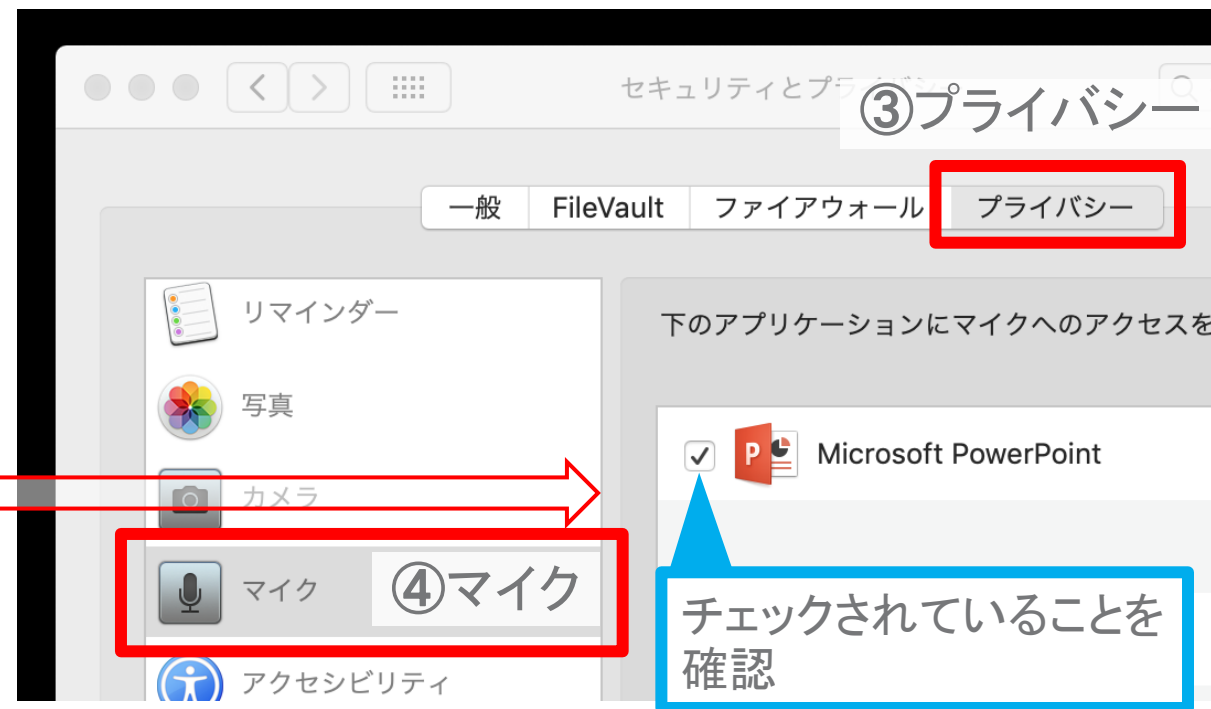 セキュリティとプライバシー
③プライバシー
一般 FileVault ファイアウォール プライバシー
リマインダー
下のアプリケーションにマイクへのアクセスを
写真
Microsoft PowerPoint
カメラ
マイク
④マイク
チェックされていることを
確認
アクセシビリティ